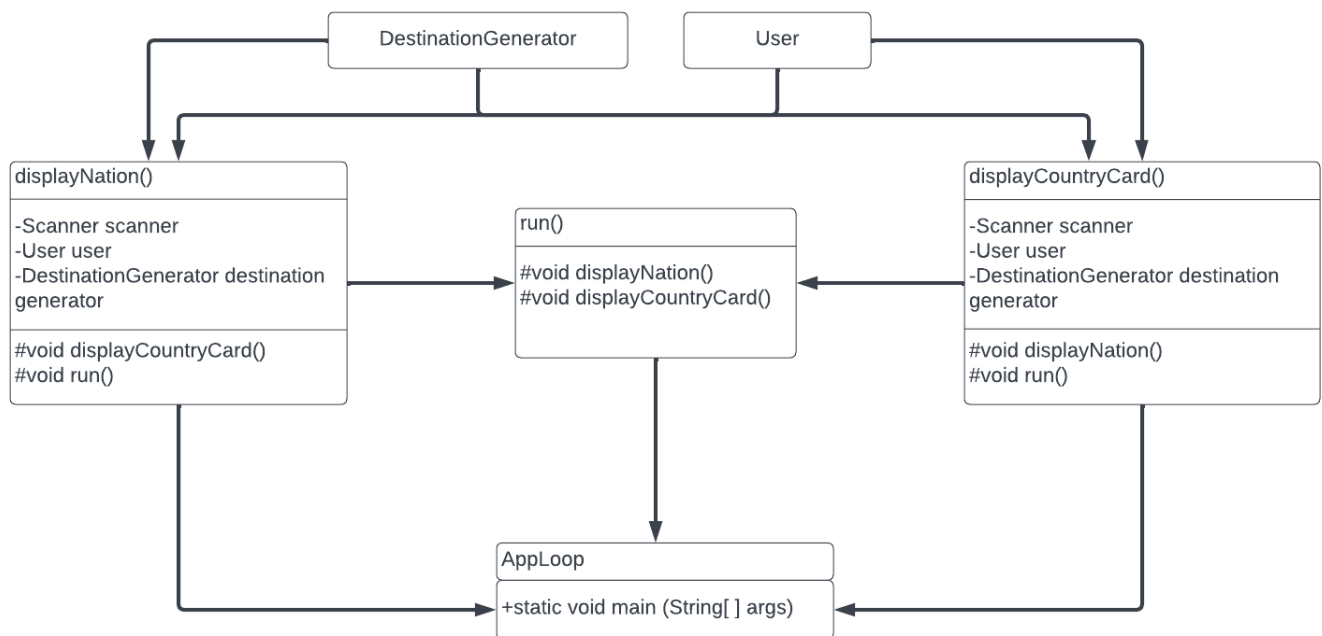 DestinationGenerator
User
displayNation()
-Scanner scanner
-User user
-DestinationGenerator destination
generator
#void displayCountryCard()
#void run()
run()
#void displayNation()
#void displayCountryCard()
displayCountryCard()
-Scanner scanner
-User user
-DestinationGenerator destination
generator
#void displayNation()
#void run()
AppLoop
+static void main (String[ ] args)